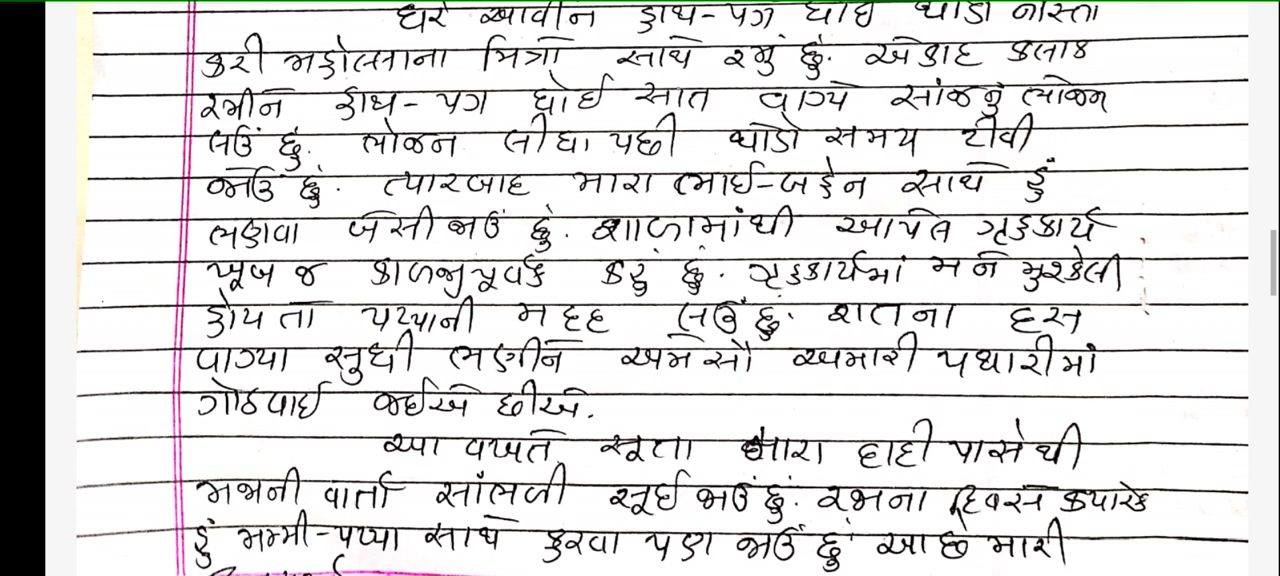 ઘરે આવીને હાથ-પગ ધોઈ થોડો નાસ્તો
કરી મહોલ્લાના મિત્રો સાથે રમું છું. એકાદ કલાક
રમીને હાથ-પગ ધોઈ સાત વાગ્યે સાંજનું ભોજન
લઉં છું. ભોજન લીધા પછી થોડો સમય ટીવી
જોઉં છું. ત્યારબાદ મારા ભાઈ-બહેન સાથે હું
ભણવા બેસી જાઉં છું. શાળામાંથી આપેલ ગૃહકાર્ય
ખૂબ જ કાળજીપૂર્વક કરું છું. ગૃહકાર્યમાં મને મુશ્કેલી
હોય તો પપ્પાની મદદ લઉં છું. રાતના દસ
વાગ્યા સુધી ભણીને અમે સૌ અમારી પથારીમાં
ગોઠવાઈ જઈએ છીએ.
આ વખતે સૂતા મારા દાદી પાસેથી
મજાની વાર્તા સાંભળી સૂઈ જાઉં છું. રજાના દિવસે ક્યારેક
હું મમ્મી-પપ્પા સાથે ફરવા પણ જાઉં છું આ છે મારી